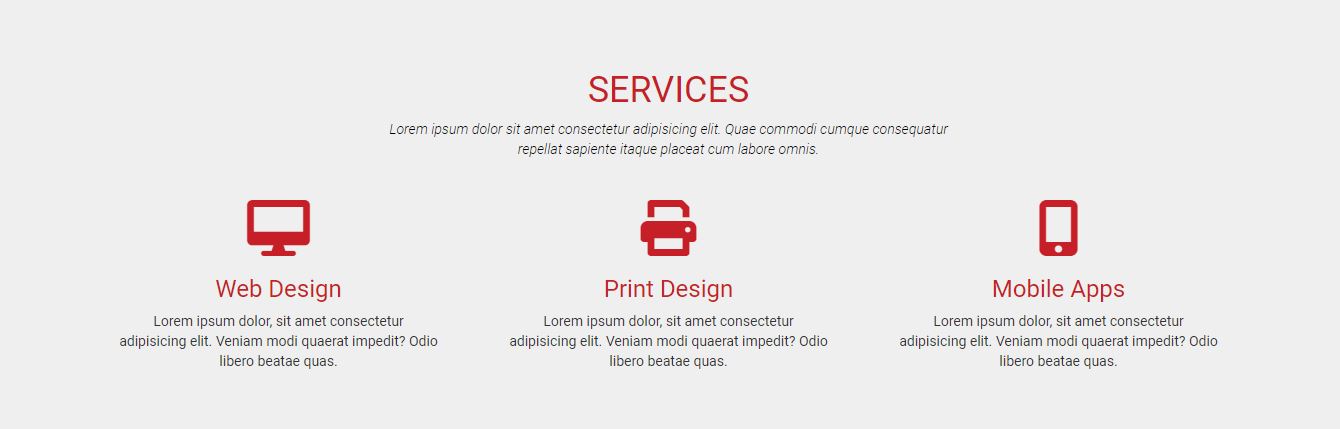 SERVICES
Lorem ipsum dolor sit amet consectetur adipisicing elit. Quae commodi cumque consequatur
repellat sapiente itaque placeat cum labore omnis.
Web Design
Lorem ipsum dolor, sit amet consectetur
adipisicing elit. Veniam modi quaerat impedit? Odio
libero beatae quas.
Print Design
Lorem ipsum dolor, sit amet consectetur
adipisicing elit. Veniam modi quaerat impedit? Odio
libero beatae quas.
Mobile Apps
Lorem ipsum dolor, sit amet consectetur
adipisicing elit. Veniam modi quaerat impedit? Odio
libero beatae quas.